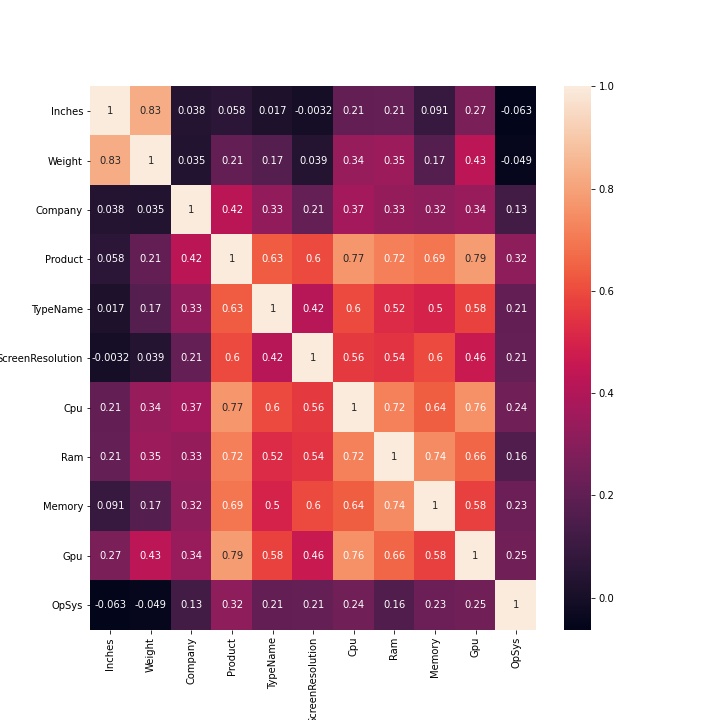 Inches 1 0.83 0.038 0.058 0.017 -0.0032 0.21 0.21 0.091 0.27 -0.063
Weight 0.83 1 0.035 0.21 0.17 0.039 0.34 0.35 0.17 0.43 -0.049
Company 0.038 0.035 1 0.42 0.33 0.21 0.37 0.33 0.32 0.34 0.13
Product 0.058 0.21 0.42 1 0.63 0.6 0.77 0.72 0.69 0.79 0.32
TypeName 0.017 0.17 0.33 0.63 1 0.42 0.6 0.52 0.5 0.58 0.21
ScreenResolution -0.0032 0.039 0.21 0.6 0.42 1 0.56 0.54 0.6 0.46 0.21
Cpu 0.21 0.34 0.37 0.77 0.6 0.56 1 0.72 0.64 0.76 0.24
Ram 0.21 0.35 0.33 0.72 0.52 0.54 0.72 1 0.74 0.66 0.16
Memory 0.091 0.17 0.32 0.69 0.5 0.6 0.64 0.74 1 0.58 0.23
Gpu 0.27 0.43 0.34 0.79 0.58 0.46 0.76 0.66 0.58 1 0.25
OpSys -0.063 -0.049 0.13 0.32 0.21 0.21 0.24 0.16 0.23 0.25 1
Inches Weight Company Product TypeName ScreenResolution Cpu Ram Memory Gpu OpSys
1.0
0.8
0.6
0.4
0.2
0.0